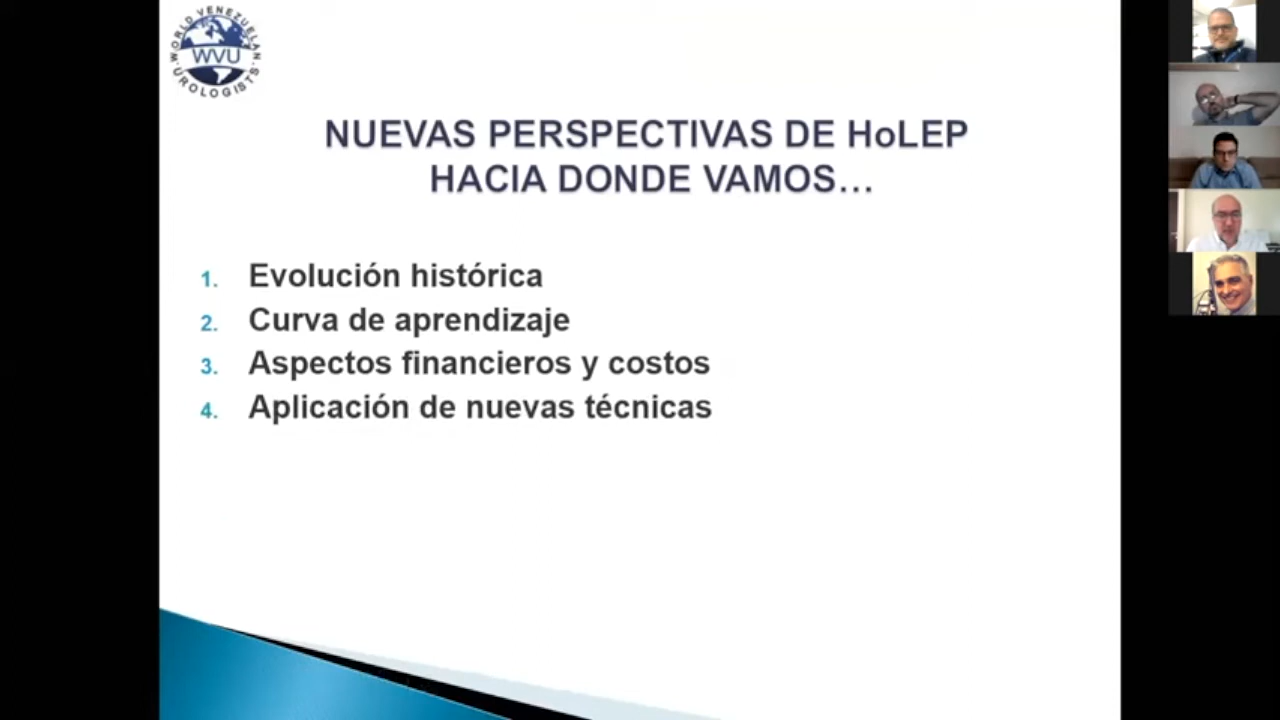 WORLD VENEZUELAN
WVU
UROLOGISTS
NUEVAS PERSPECTIVAS DE HoLEP
HACIA DONDE VAMOS...
1. Evolución histórica
2. Curva de aprendizaje
3. Aspectos financieros y costos
4. Aplicación de nuevas técnicas